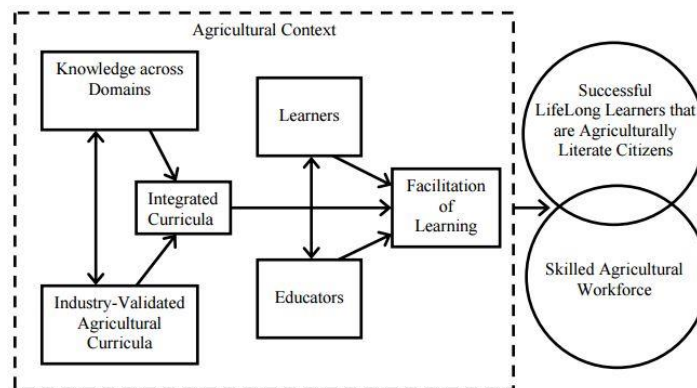 Agricultural Context
Knowledge across
Domains
Learners
Integrated
Curricula
Facilitation
of
Learning
Industry-Validated
Agricultural
Curricula
Educators
Successful
LifeLong Learners that
are Agriculturally
Literate Citizens
Skilled Agricultural
Workforce